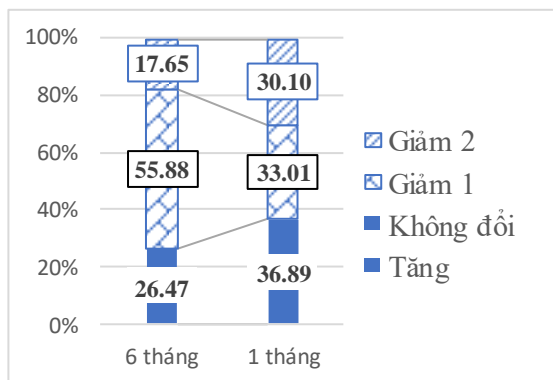 100%
80%
60%
40%
20%
0%
17.65
30.10
55.88
33.01
26.47
36.89
6 tháng
1 tháng
Giảm 2
Giảm 1
Không đổi
Tăng